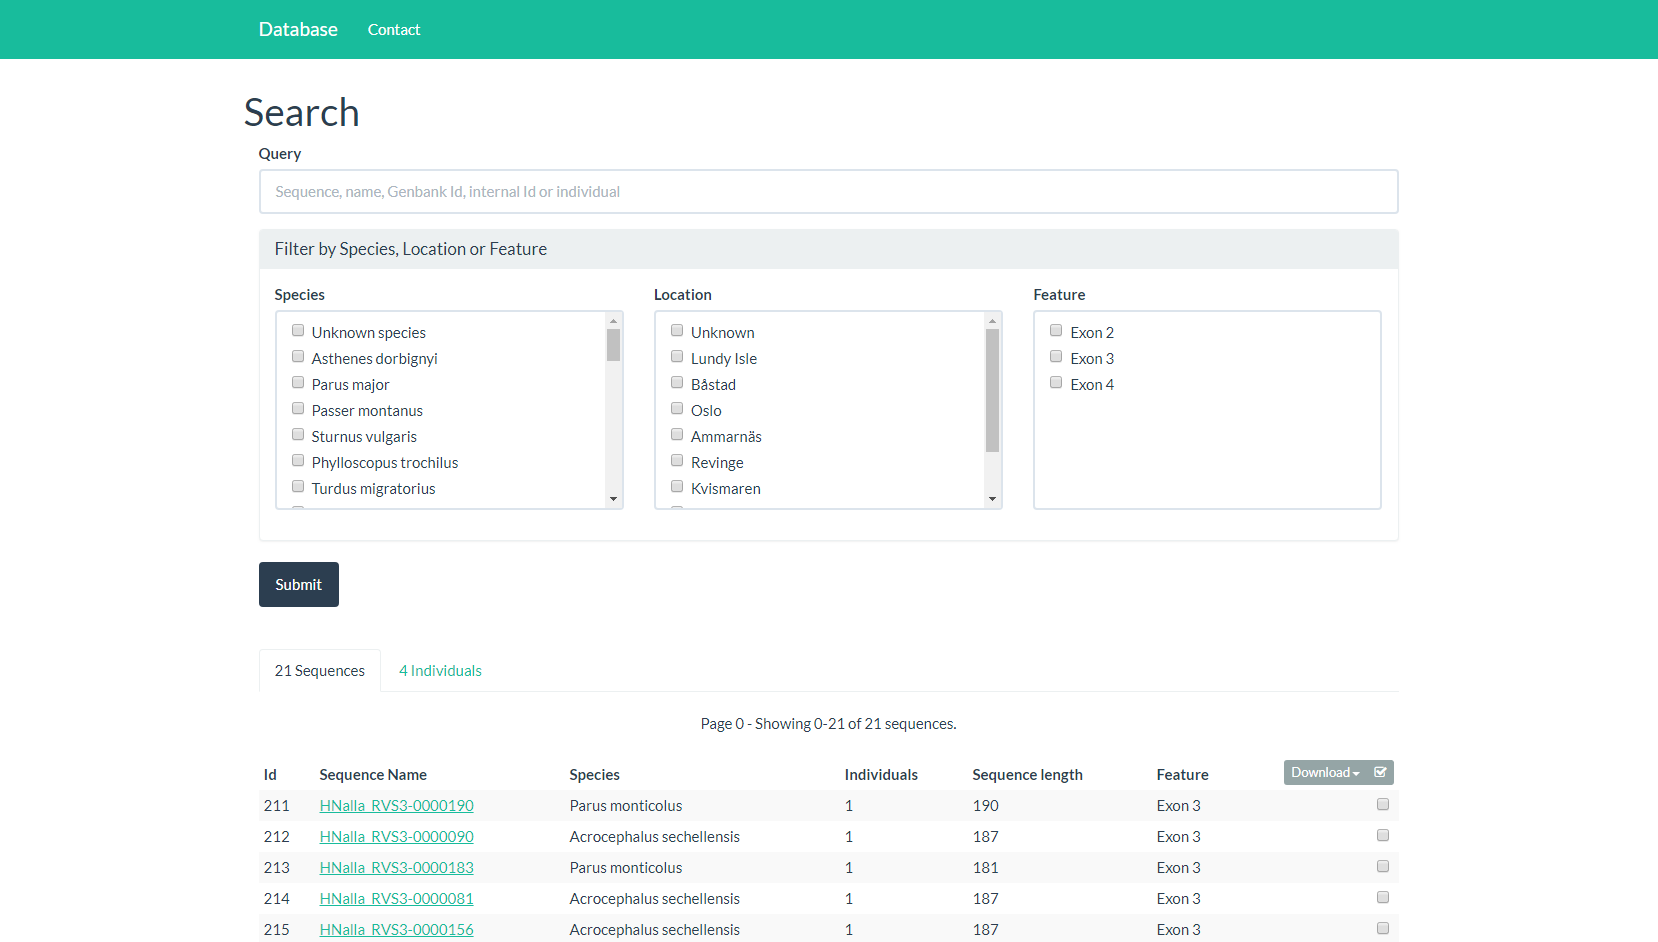 Database Contact
Search
Query
Sequence, name, Genbank Id, internal Id or individual
Filter by Species, Location or Feature
Species
Unknown species
Asthenes dorbignyi
Parus major
Passer montanus
Sturnus vulgaris
Phylloscopus trochilus
Turdus migratorius
Location
Unknown
Lundy Isle
Båstad
Oslo
Ammarnäs
Revinge
Kvismaren
Feature
Exon 2
Exon 3
Exon 4
Submit
21 Sequences 4 Individuals
Page 0 - Showing 0-21 of 21 sequences.
Id Sequence Name Species Individuals Sequence length Feature Download
211 HNalla_RVS3-0000190 Parus monticolus 1 190 Exon 3
212 HNalla_RVS3-0000090 Acrocephalus sechellensis 1 187 Exon 3
213 HNalla_RVS3-0000183 Parus monticolus 1 181 Exon 3
214 HNalla_RVS3-0000081 Acrocephalus sechellensis 1 187 Exon 3
215 HNalla_RVS3-0000156 Acrocephalus sechellensis 1 187 Exon 3